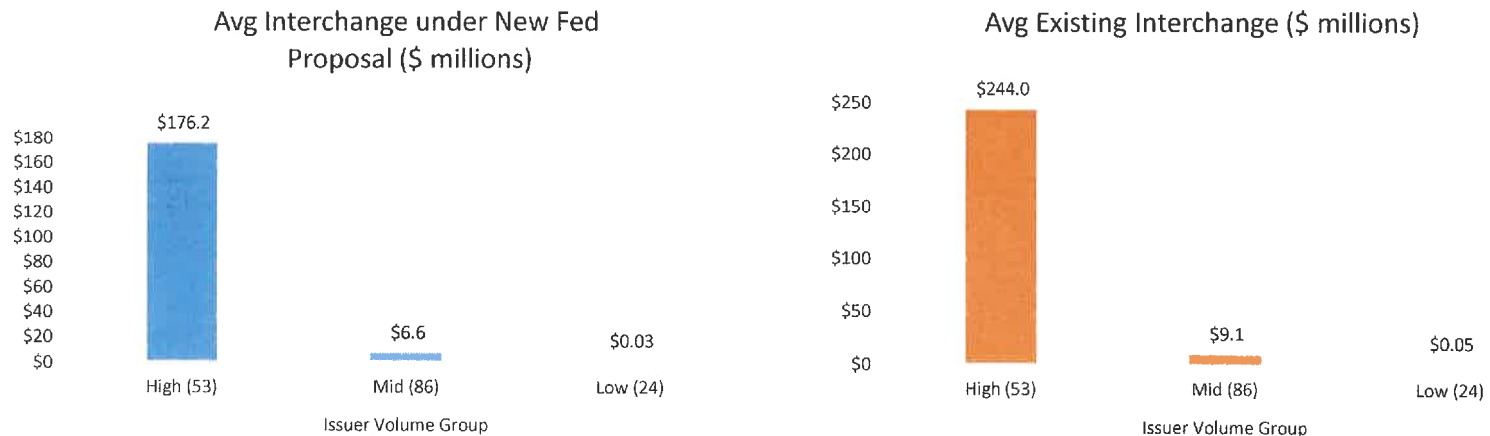 Avg Interchange under New Fed
Proposal ($ millions)
$180
$160
$140
$120
$100
$80
$60
$40
$20
$0
$176.2
$6.6
$0.03
High (53)
Mid (86)
Low (24)
Issuer Volume Group
Avg Existing Interchange ($ millions)
$250
$200
$150
$100
$50
$0
$244.0
$9.1
$0.05
High (53)
Mid (86)
Low (24)
Issuer Volume Group